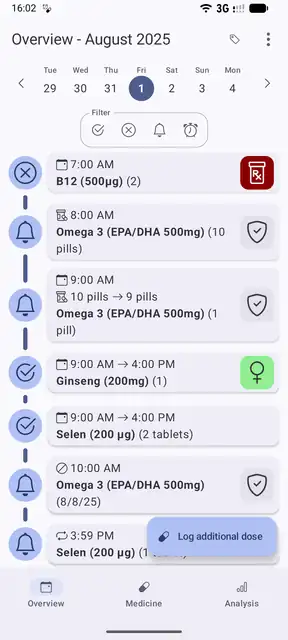 16:02
3G
Overview - August 2025
Tue Wed Thu Fri Sat Sun Mon
29 30 31 1 2 3 4
Filter
7:00 AM
B12 (500µg) (2)
Rx
8:00 AM
Omega 3 (EPA/DHA 500mg) (10
pills)
9:00 AM
10 pills → 9 pills
Omega 3 (EPA/DHA 500mg) (1
pill)
9:00 AM → 4:00 PM
Ginseng (200mg) (1)
9:00 AM → 4:00 PM
Selen (200 µg) (2 tablets)
10:00 AM
Omega 3 (EPA/DHA 500mg)
(8/8/25)
3:59 PM
Selen (200 µg) (1
Log additional dose
Overview Medicine Analysis